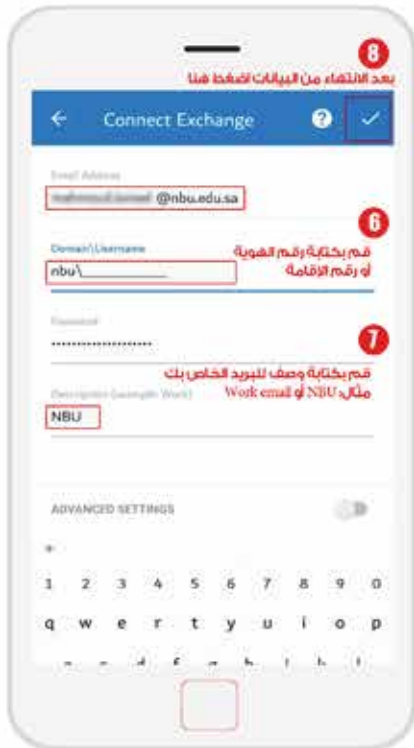 8
بعد الانتهاء من البيانات اضغط هنا
← Connect Exchange ? ✓
Email Address
@nbu.edu.sa
6
Domain\Username
قم بكتابة رقم الهوية
nbu\
أو رقم الإقامة
Password
7
قم بكتابة وصف للبريد الخاص بك
Description (example: Work)
مثال: NBU أو Work email
NBU
ADVANCED SETTINGS
1 2 3 4 5 6 7 8 9 0
q w e r t y u i o p